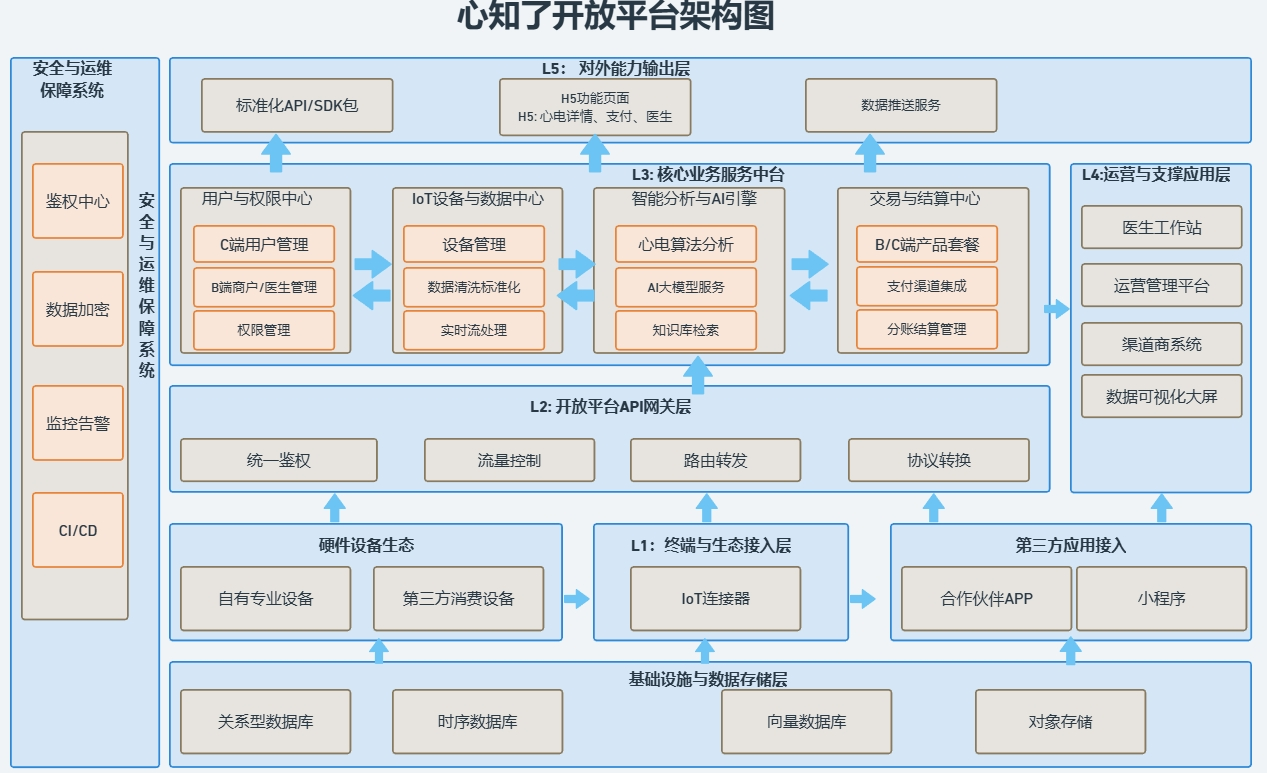 心知了开放平台架构图
安全与运维
保障系统
鉴权中心
数据加密
监控告警
CI/CD
安全与运维保障系统
L5： 对外能力输出层
标准化API/SDK包
H5功能页面
H5: 心电详情、支付、医生
数据推送服务
L3: 核心业务服务中台
用户与权限中心
C端用户管理
B端商户/医生管理
权限管理
IoT设备与数据中心
设备管理
数据清洗标准化
实时流处理
智能分析与AI引擎
心电算法分析
AI大模型服务
知识库检索
交易与结算中心
B/C端产品套餐
支付渠道集成
分账结算管理
L4:运营与支撑应用层
医生工作站
运营管理平台
渠道商系统
数据可视化大屏
L2: 开放平台API网关层
统一鉴权
流量控制
路由转发
协议转换
硬件设备生态
自有专业设备
第三方消费设备
L1：终端与生态接入层
IoT连接器
第三方应用接入
合作伙伴APP
小程序
基础设施与数据存储层
关系型数据库
时序数据库
向量数据库
对象存储